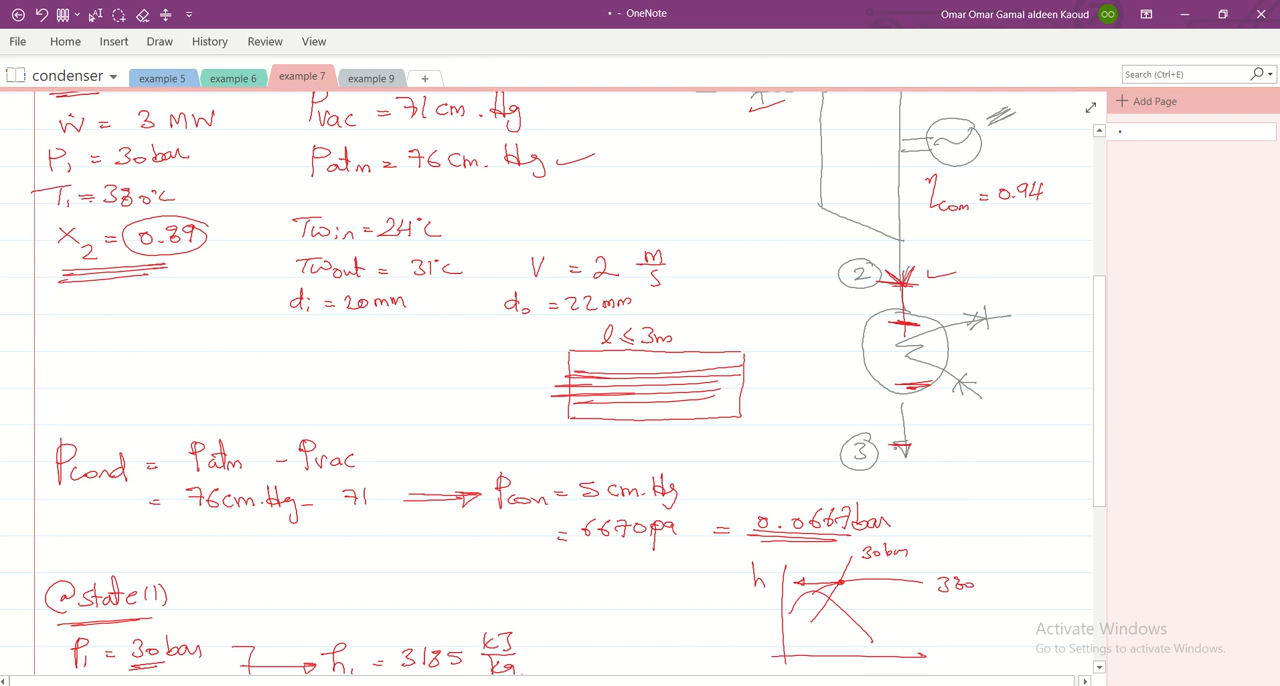 OneNote
Omar Omar Gamal aldeen Kaoud
OO
File Home Insert Draw History Review View
condenser
example 5
example 6
example 7
example 9
Search (Ctrl+E)
Add Page
ẇ = 3 MW
P1 = 30 bar
T1 = 380°C
x2 = 0.89
Pvac = 71 cm.Hg
Patm = 76 cm.Hg
Twin = 24°C
Twout = 31°C
V = 2 m/s
di = 20 mm
do = 22 mm
l ≤ 3m
ηcom = 0.94
2
3
Pcond = Patm - Pvac
= 76 cm.Hg - 71 ⟹ Pcon = 5 cm.Hg
= 6670 pa = 0.0667 bar
@state(1)
P1 = 30 bar
h1 = 3185 kJ/kg
h
30 bar
380
Activate Windows
Go to Settings to activate Windows.